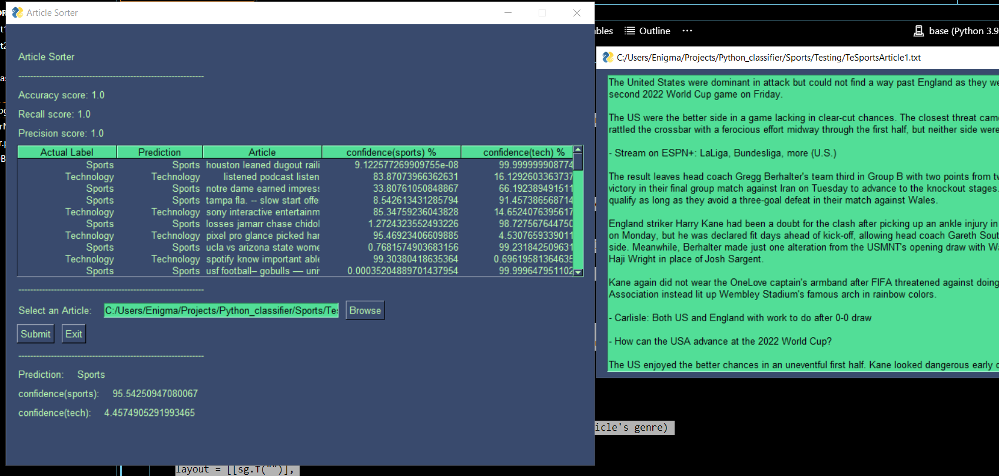 Article Sorter
Article Sorter
------------------------------------------------------------
Accuracy score: 1.0
Recall score: 1.0
Precision score: 1.0
Actual Label Prediction Article confidence(sports) % confidence(tech) %
Sports Sports houston leaned dugout raili 9.122577269909755e-08 99.9999999908774
Technology Technology listened podcast listen 83.87073966362631 16.1292603363737
Sports Sports notre dame earned impress 33.80761050848867 66.192389491511
Sports Sports tampa fla. -- slow start offe 8.542613431285794 91.457386568714
Technology Technology sony interactive entertainm 85.34759236043828 14.6524076395617
Sports Sports losses jamarr chase chidol 1.2724323552493226 98.727567644750
Technology Technology pixel pro glance picked har 95.46923406609885 4.5307659339011
Sports Sports ucla vs arizona state wome 0.7681574903683156 99.231842509631
Technology Technology spotify know important able 99.30380418635364 0.69619581364635
Sports Sports usf football– gobulls — uni 0.00035204889701437954 99.999647951102
------------------------------------------------------------
Select an Article: C:/Users/Enigma/Projects/Python_classifier/Sports/Te Browse
Submit Exit
------------------------------------------------------------
Prediction: Sports
confidence(sports): 95.54250947080067
confidence(tech): 4.4574905291993465
layout = [[sg.T("")],
bles Outline ··· base (Python 3.9
C:/Users/Enigma/Projects/Python_classifier/Sports/Testing/TeSportsArticle1.txt
The United States were dominant in attack but could not find a way past England as they we
second 2022 World Cup game on Friday.
The US were the better side in a game lacking in clear-cut chances. The closest threat cam
rattled the crossbar with a ferocious effort midway through the first half, but neither side were
- Stream on ESPN+: LaLiga, Bundesliga, more (U.S.)
The result leaves head coach Gregg Berhalter's team third in Group B with two points from tw
victory in their final group match against Iran on Tuesday to advance to the knockout stages.
qualify as long as they avoid a three-goal defeat in their match against Wales.
England striker Harry Kane had been a doubt for the clash after picking up an ankle injury in
on Monday, but he was declared fit days ahead of kick-off, allowing head coach Gareth Sout
side. Meanwhile, Berhalter made just one alteration from the USMNT's opening draw with Wa
Haji Wright in place of Josh Sargent.
Kane again did not wear the OneLove captain's armband after FIFA threatened against doing
Association instead lit up Wembley Stadium's famous arch in rainbow colors.
- Carlisle: Both US and England with work to do after 0-0 draw
- How can the USA advance at the 2022 World Cup?
The US enjoyed the better chances in an uneventful first half. Kane looked dangerous early o
icle's genre)